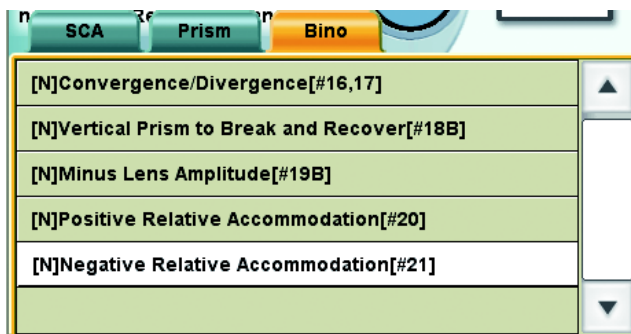 SCA Prism Bino
[N]Convergence/Divergence[#16,17]
[N]Vertical Prism to Break and Recover[#18B]
[N]Minus Lens Amplitude[#19B]
[N]Positive Relative Accommodation[#20]
[N]Negative Relative Accommodation[#21]